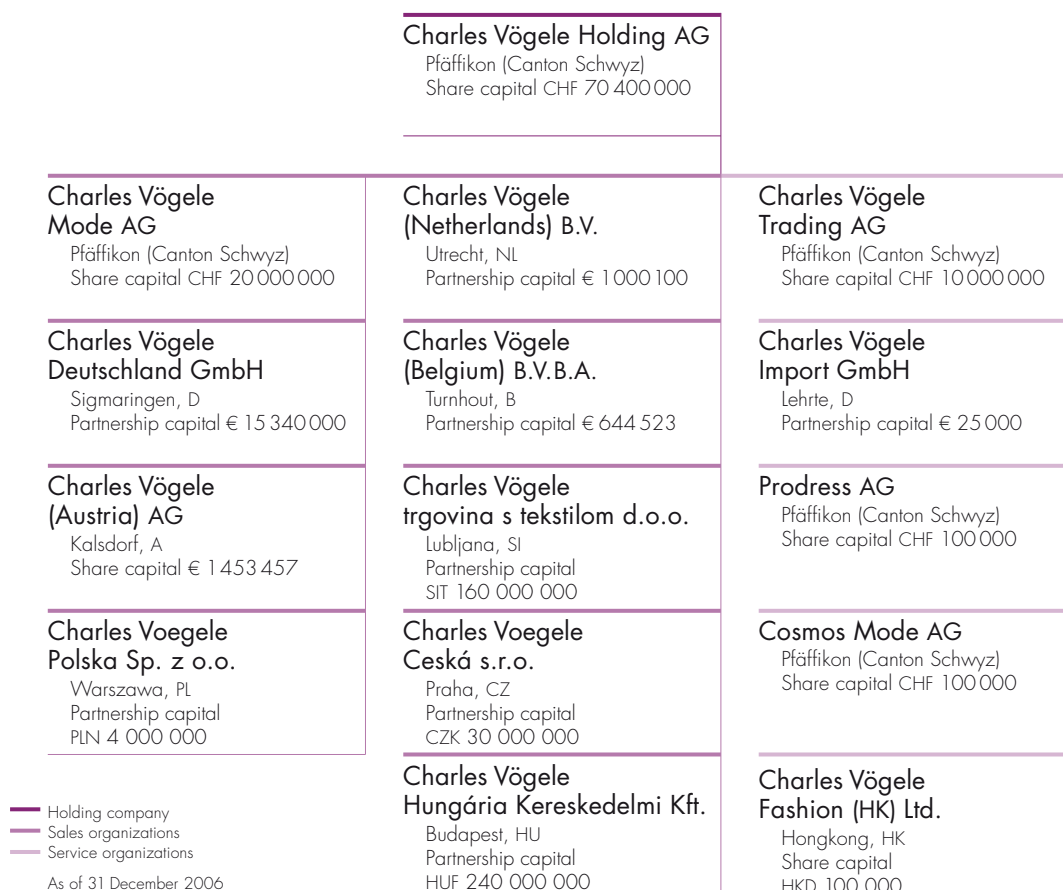 Charles Vögele Holding AG
Pfäffikon (Canton Schwyz)
Share capital CHF 70 400 000
Charles Vögele
Mode AG
Pfäffikon (Canton Schwyz)
Share capital CHF 20 000 000
Charles Vögele
Deutschland GmbH
Sigmaringen, D
Partnership capital € 15 340 000
Charles Vögele
(Austria) AG
Kalsdorf, A
Share capital € 1 453 457
Charles Voegele
Polska Sp. z o.o.
Warszawa, PL
Partnership capital
PLN 4 000 000
Charles Vögele
(Netherlands) B.V.
Utrecht, NL
Partnership capital € 1 000 100
Charles Vögele
(Belgium) B.V.B.A.
Turnhout, B
Partnership capital € 644 523
Charles Vögele
trgovina s tekstilom d.o.o.
Lubljana, SI
Partnership capital
SIT 160 000 000
Charles Voegele
Ceská s.r.o.
Praha, CZ
Partnership capital
CZK 30 000 000
Charles Vögele
Hungária Kereskedelmi Kft.
Budapest, HU
Partnership capital
HUF 240 000 000
Charles Vögele
Trading AG
Pfäffikon (Canton Schwyz)
Share capital CHF 10 000 000
Charles Vögele
Import GmbH
Lehrte, D
Partnership capital € 25 000
Prodress AG
Pfäffikon (Canton Schwyz)
Share capital CHF 100 000
Cosmos Mode AG
Pfäffikon (Canton Schwyz)
Share capital CHF 100 000
Charles Vögele
Fashion (HK) Ltd.
Hongkong, HK
Share capital
HKD 100 000
Holding company
Sales organizations
Service organizations
As of 31 December 2006